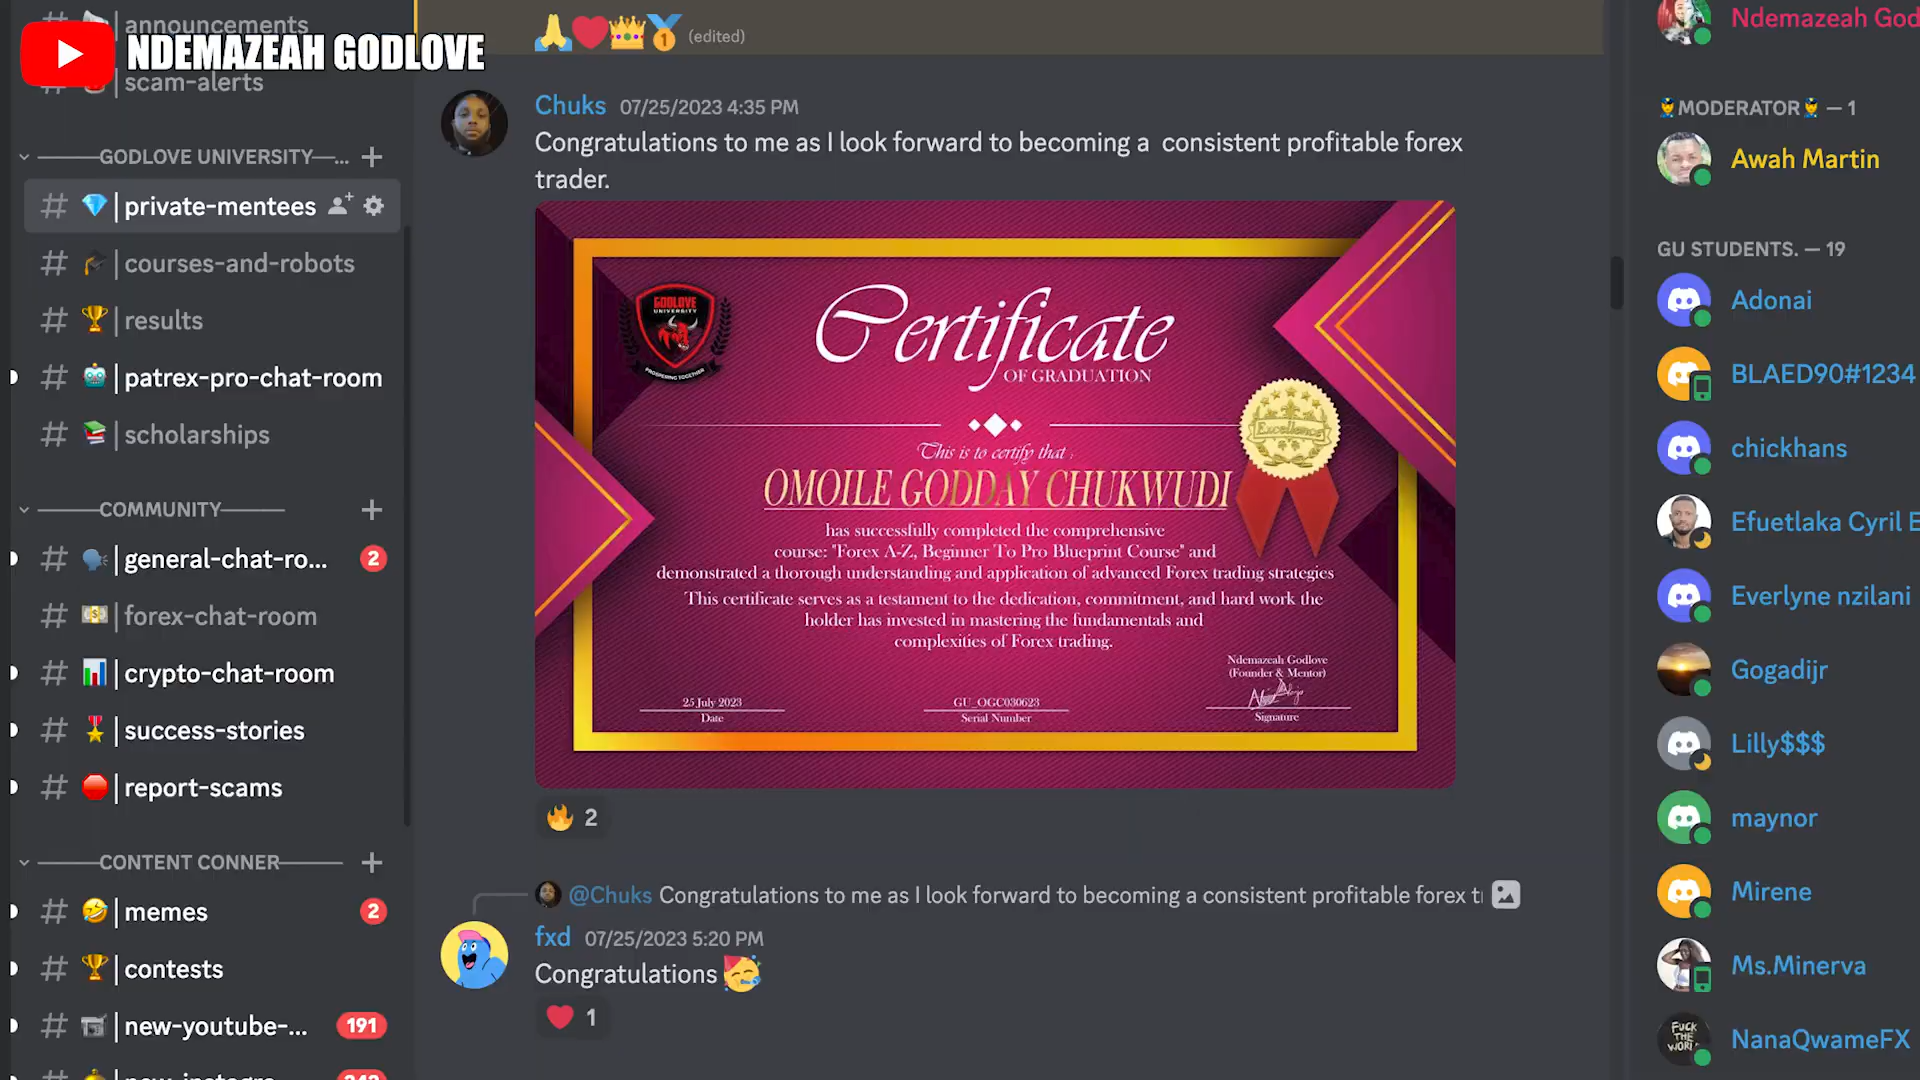 announcements
NDEMAZEAH GODLOVE
scam-alerts
GODLOVE UNIVERSITY—...
private-mentees
courses-and-robots
results
patrex-pro-chat-room
scholarships
COMMUNITY
general-chat-ro...
2
forex-chat-room
crypto-chat-room
success-stories
report-scams
CONTENT CONNER
memes
2
contests
new-youtube-...
191
(edited)
Chuks 07/25/2023 4:35 PM
Congratulations to me as I look forward to becoming a consistent profitable forex
trader.
GODLOVE
UNIVERSITY
PROSPERING TOGETHER
Certificate
OF GRADUATION
Excellence
This is to certify that :
OMOILE GODDAY CHUKWUDI
has successfully completed the comprehensive
course: "Forex A-Z, Beginner To Pro Blueprint Course" and
demonstrated a thorough understanding and application of advanced Forex trading strategies
This certificate serves as a testament to the dedication, commitment, and hard work the
holder has invested in mastering the fundamentals and
complexities of Forex trading.
Ndemazeah Godlove
(Founder & Mentor)
25 July 2023
Date
GU_OGC030623
Serial Number
Signature
2
@Chuks Congratulations to me as I look forward to becoming a consistent profitable forex tr
fxd 07/25/2023 5:20 PM
Congratulations
1
Ndemazeah God
MODERATOR — 1
Awah Martin
GU STUDENTS. — 19
Adonai
BLAED90#1234
chickhans
Efuetlaka Cyril E
Everlyne nzilani
Gogadijr
Lilly$$$
maynor
Mirene
Ms.Minerva
FUCK
THE
WORL
NanaQwameFX